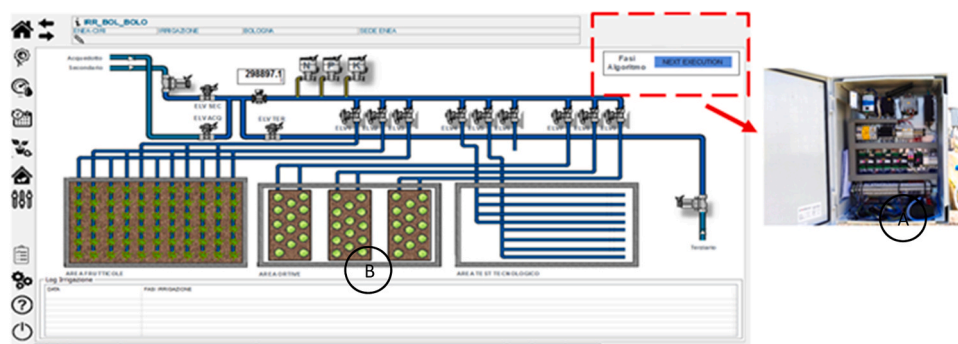 IRR_BOL_BOLO
ENEA-CIRI IRRIGAZIONE BOLOGNA SEDE ENEA
Acquedotto
Secondario
298897.1
N P K
Fasi
Algoritmo
NEXT EXECUTION
ELV SEC
ELV ACQ
ELV TER
Terziario
AREA FRUTTICOLE
AREA ORTIVE
AREA TEST TECNOLOGICO
A
B
Log Irrigazione
DATA FASI IRRIGAZIONE